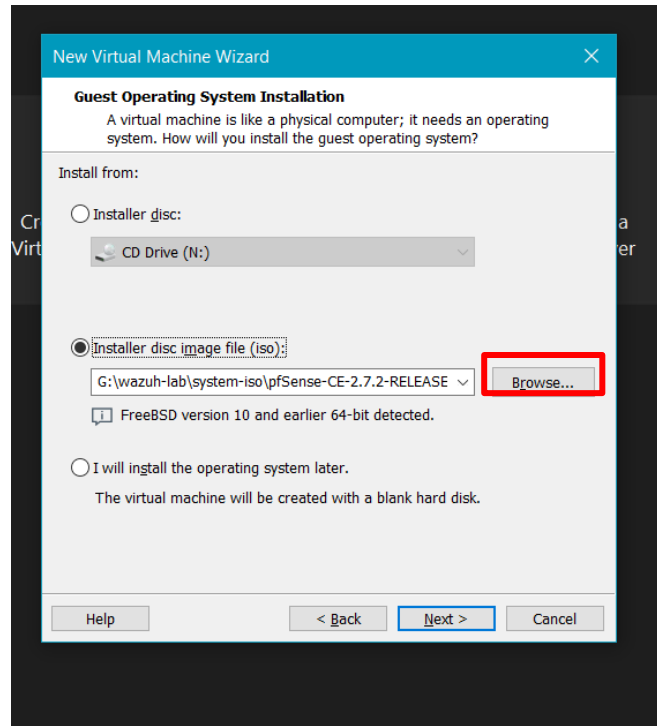 New Virtual Machine Wizard
Guest Operating System Installation
A virtual machine is like a physical computer; it needs an operating
system. How will you install the guest operating system?
Install from:
Installer disc:
CD Drive (N:)
Cr
a
Virt
er
Installer disc image file (iso):
G:\wazuh-lab\system-iso\pfSense-CE-2.7.2-RELEASE
Browse...
FreeBSD version 10 and earlier 64-bit detected.
I will install the operating system later.
The virtual machine will be created with a blank hard disk.
Help
< Back
Next >
Cancel